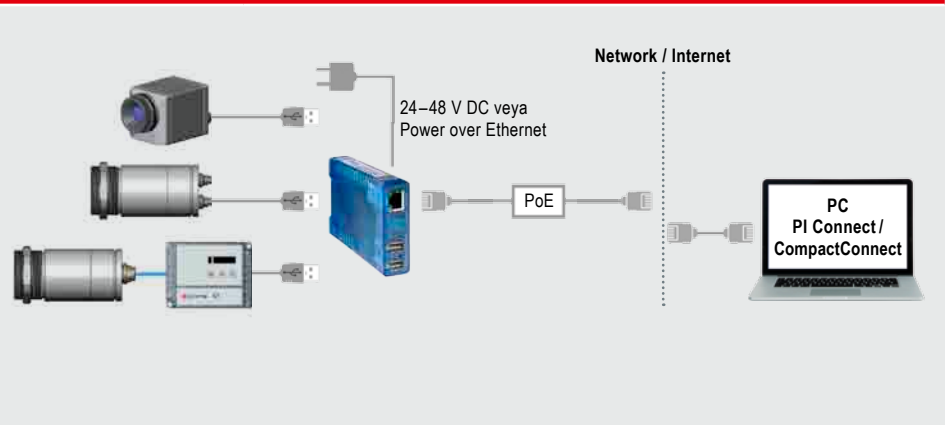 Network / Internet
24–48 V DC veya
Power over Ethernet
PoE
PC
PI Connect /
CompactConnect